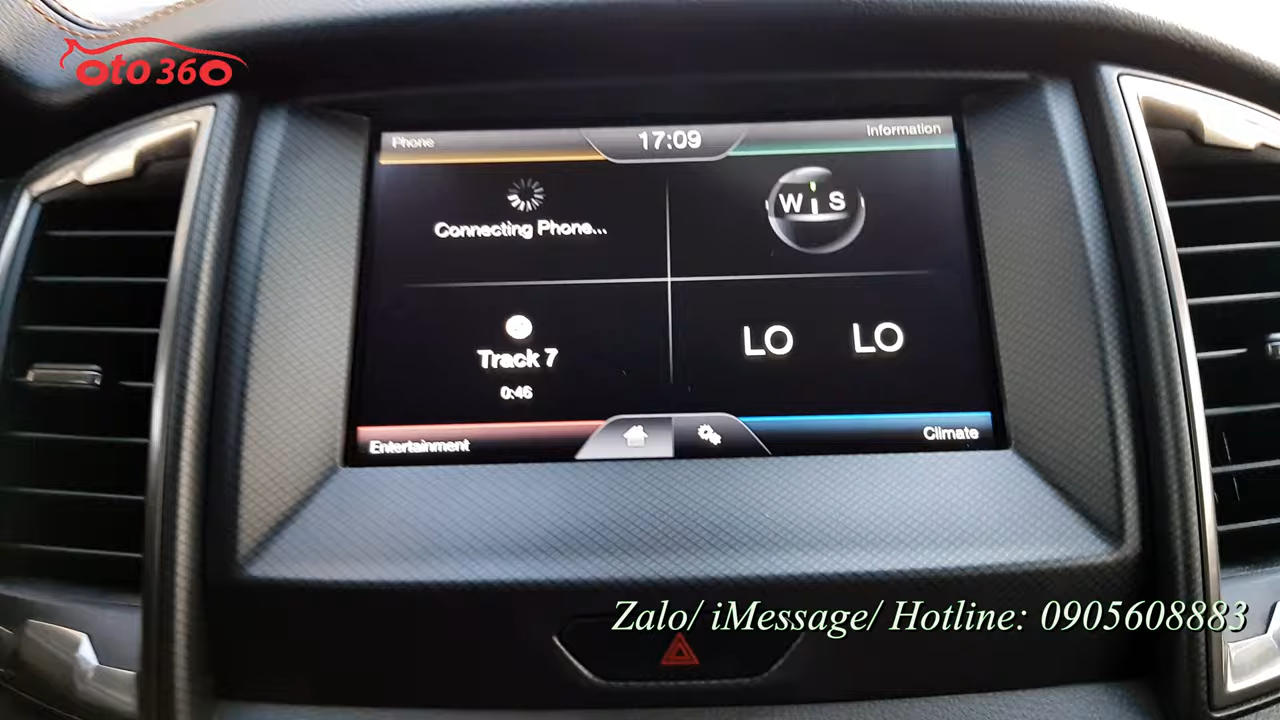 oto 360
Phone 17:09 Information
Connecting Phone...
W i S
Track 7
0:46
LO LO
Entertainment
Climate
Zalo/ iMessage/ Hotline: 0905608883